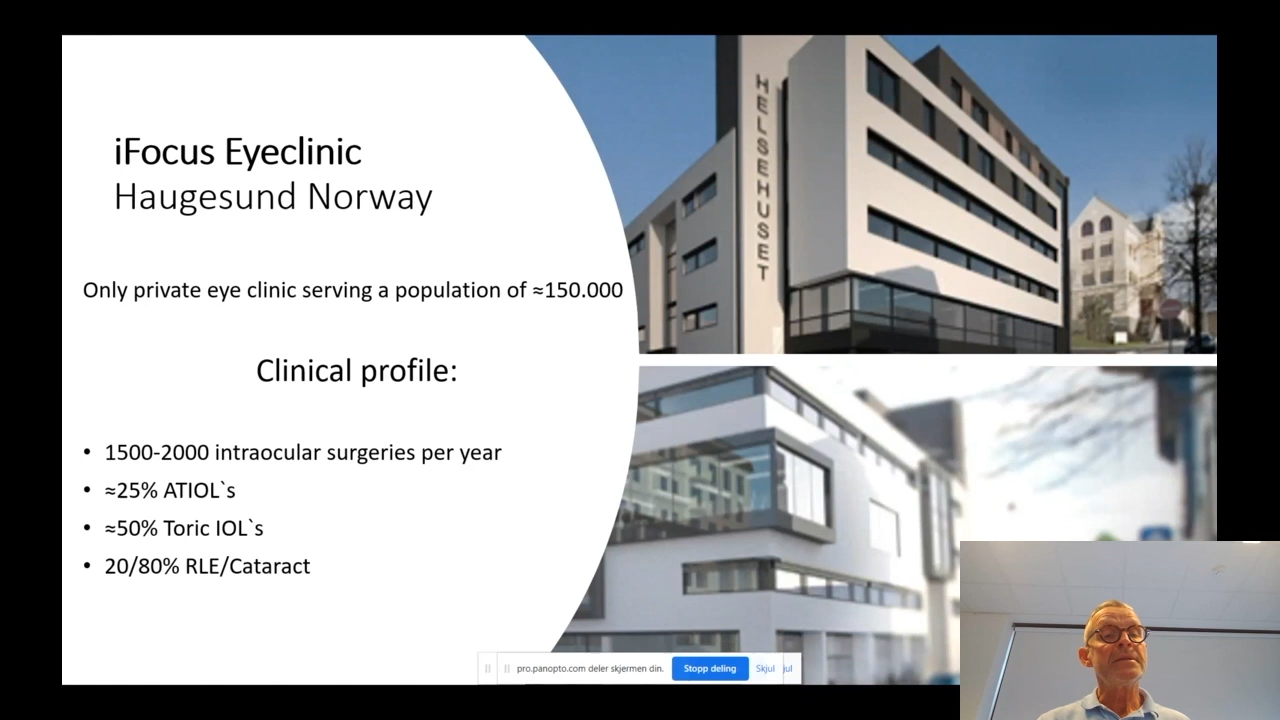 iFocus Eyeclinic
Haugesund Norway
Only private eye clinic serving a population of ≈150.000
Clinical profile:
• 1500-2000 intraocular surgeries per year
• ≈25% ATIOL`s
• ≈50% Toric IOL`s
• 20/80% RLE/Cataract
HELSEHUSET
pro.panopto.com deler skjermen din. Stopp deling Skjul jul